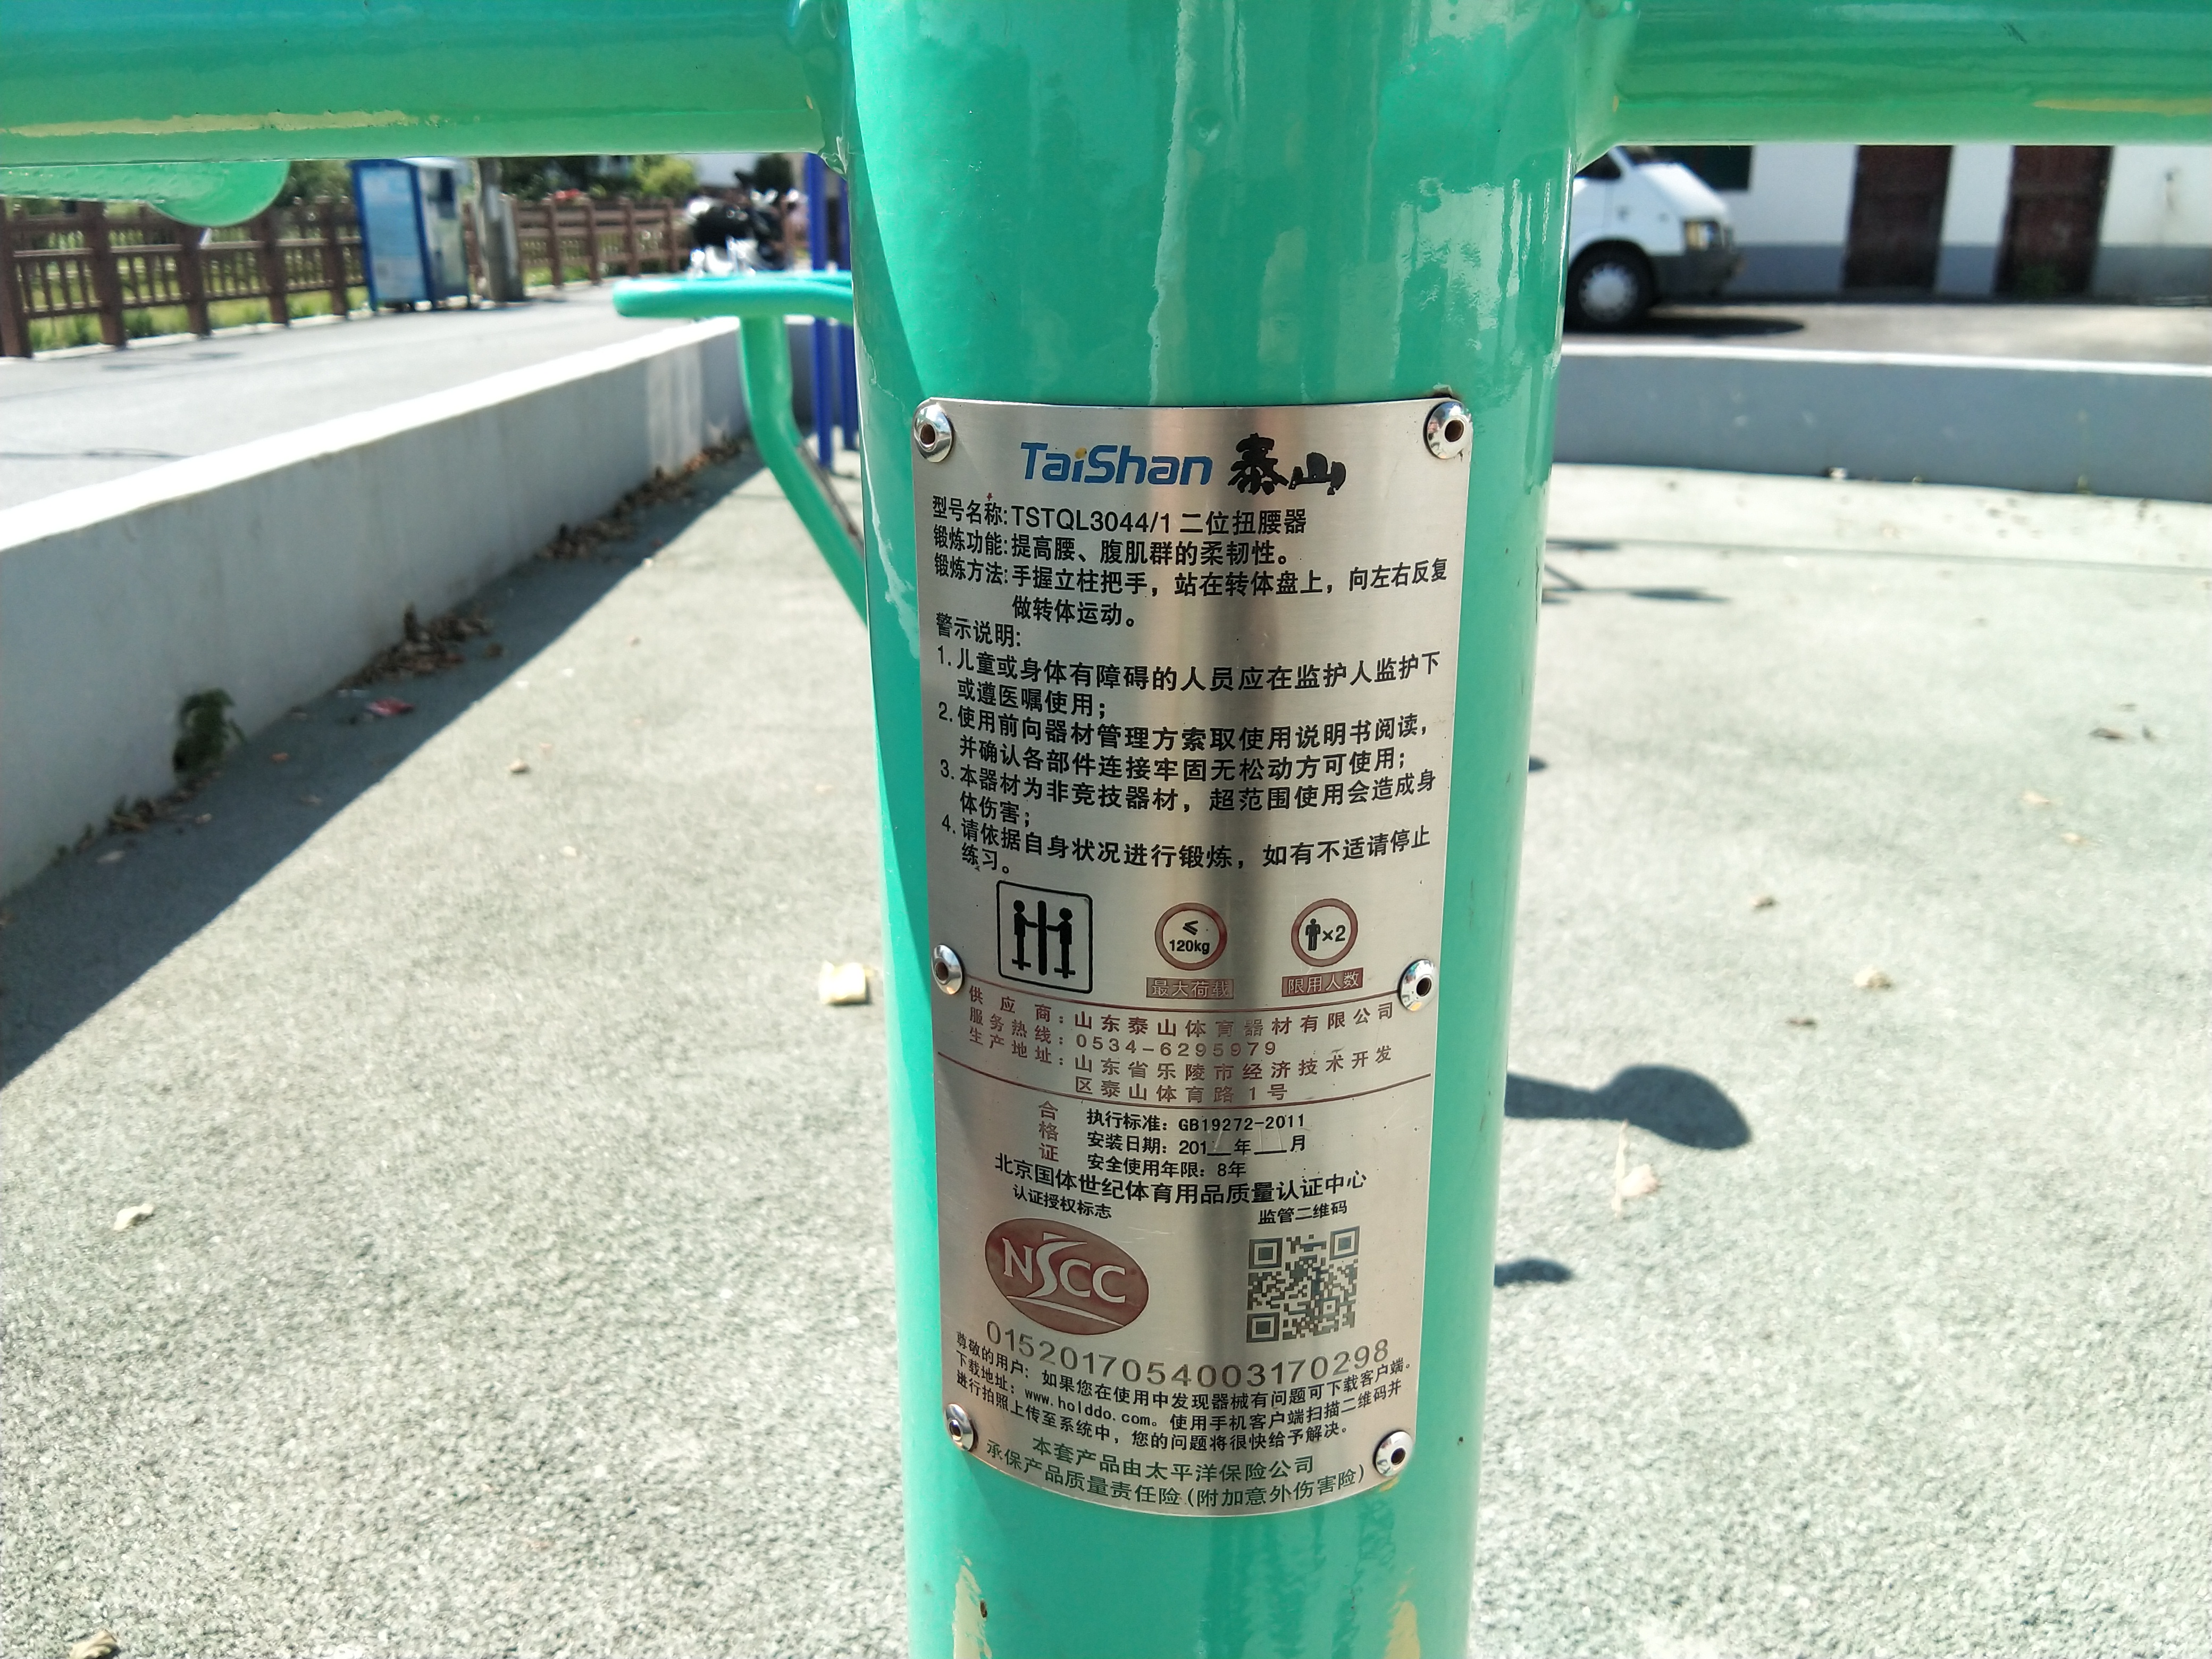 TaiShan 泰山
型号名称:TSTQL3044/1 二位扭腰器
锻炼功能:提高腰、腹肌群的柔韧性。
锻炼方法:手握立柱把手，站在转体盘上，向左右反复
做转体运动。
警示说明:
1.儿童或身体有障碍的人员应在监护人监护下
或遵医嘱使用；
2.使用前向器材管理方索取使用说明书阅读，
并确认各部件连接牢固无松动方可使用；
3.本器材为非竞技器材，超范围使用会造成身
体伤害；
4.请依据自身状况进行锻炼，如有不适请停止
练习。
≤
120kg
×2
最大荷载
限用人数
供应商：山东泰山体育器材有限公司
服务热线：0534-6295979
生产地址：山东省乐陵市经济技术开发
区泰山体育路1号
合格证
执行标准：GB19272-2011
安装日期：201__年___月
安全使用年限：8年
北京国体世纪体育用品质量认证中心
认证授权标志
监管二维码
NSCC
0152017054003170298
尊敬的用户：如果您在使用中发现器械有问题可下载客户端。
下载地址：www.holddo.com。使用手机客户端扫描二维码并
进行拍照上传至系统中，您的问题将很快给予解决。
本套产品由太平洋保险公司
承保产品质量责任险(附加意外伤害险)